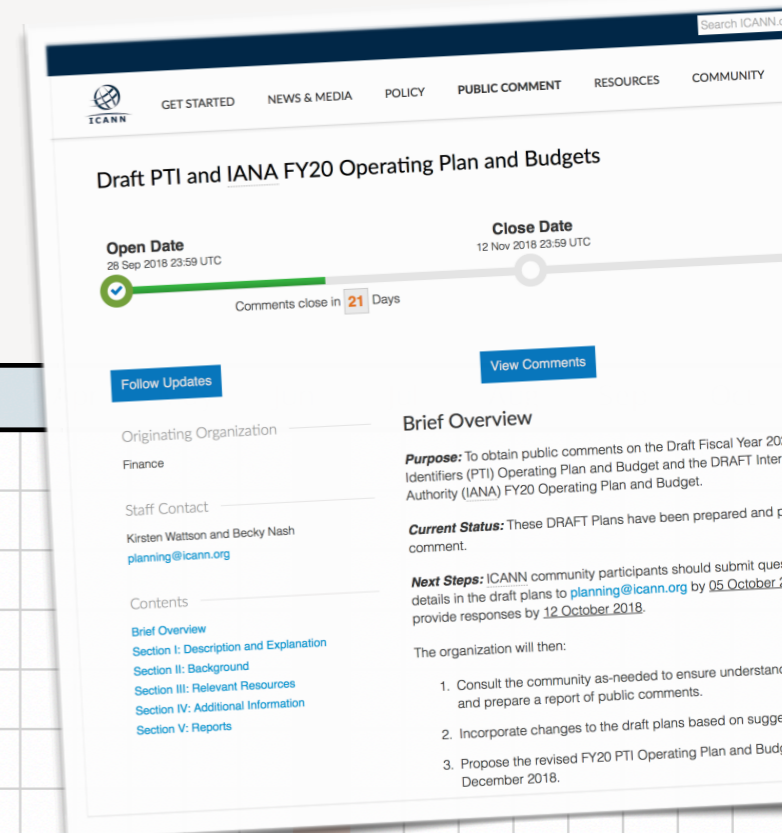 Search ICANN.
ICANN
GET STARTED NEWS & MEDIA POLICY PUBLIC COMMENT RESOURCES COMMUNITY
Draft PTI and IANA FY20 Operating Plan and Budgets
Open Date
28 Sep 2018 23:59 UTC
Close Date
12 Nov 2018 23:59 UTC
Comments close in 21 Days
Follow Updates
View Comments
Originating Organization
Finance
Staff Contact
Kirsten Wattson and Becky Nash
planning@icann.org
Contents
Brief Overview
Section I: Description and Explanation
Section II: Background
Section III: Relevant Resources
Section IV: Additional Information
Section V: Reports
Brief Overview
Purpose: To obtain public comments on the Draft Fiscal Year
Identifiers (PTI) Operating Plan and Budget and the DRAFT
Authority (IANA) FY20 Operating Plan and Budget.
Current Status: These DRAFT Plans have been prepared and
comment.
Next Steps: ICANN community participants should submit
details in the draft plans to planning@icann.org by 05 October
provide responses by 12 October 2018.
The organization will then:
1. Consult the community as-needed to ensure
and prepare a report of public comments.
2. Incorporate changes to the draft plans based on
3. Propose the revised FY20 PTI Operating Plan and
December 2018.